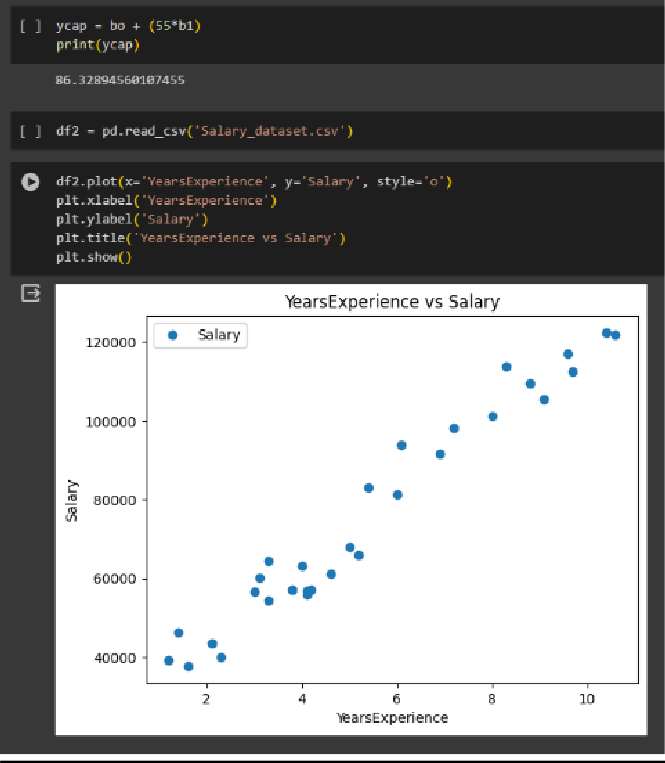 [ ] ycap = bo + (55*b1)
print(ycap)
86.32894560107455
[ ] df2 = pd.read_csv('Salary_dataset.csv')
df2.plot(x='YearsExperience', y='Salary', style='o')
plt.xlabel('YearsExperience')
plt.ylabel('Salary')
plt.title('YearsExperience vs Salary')
plt.show()
YearsExperience vs Salary
Salary
120000
100000
80000
60000
40000
Salary
2 4 6 8 10
YearsExperience